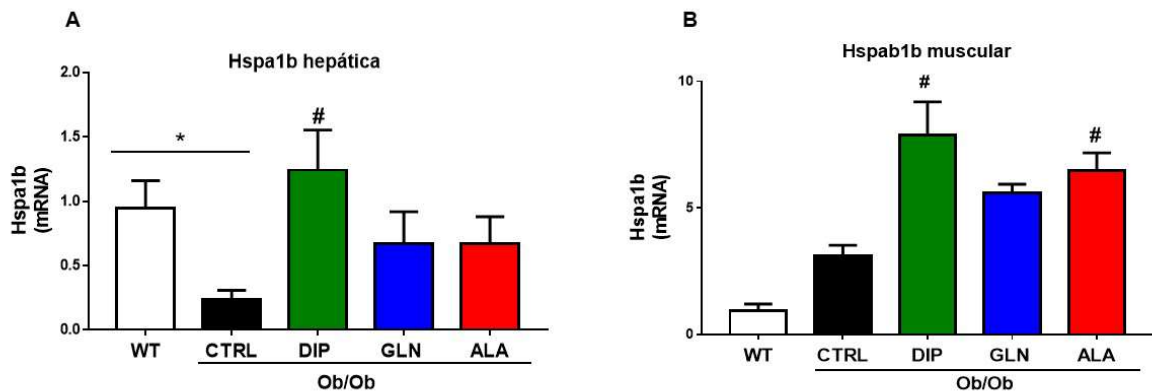 A
Hspa1b hepática
2.0
1.5
1.0
0.5
0.0
Hspa1b
(mRNA)
*
#
WT CTRL DIP GLN ALA
Ob/Ob
B
Hspab1b muscular
10
5
0
Hspa1b
(mRNA)
#
#
WT CTRL DIP GLN ALA
Ob/Ob